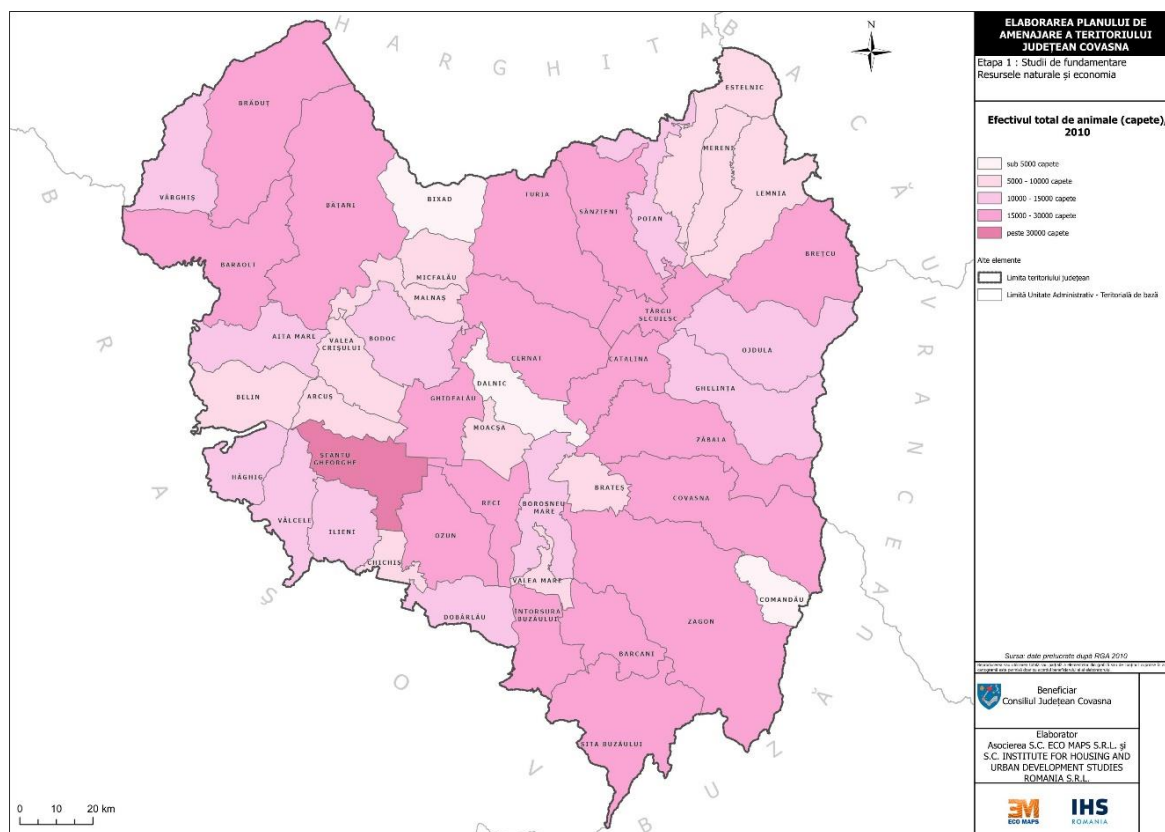 HARGHITA
BACĂU
VRANCEA
BUZĂU
BRAȘOV
N
ESTELNIC
BRĂDUȚ
MERENI
LEMNIA
VÂRGHIȘ
BIXAD
TURIA
SÂNZIENI
POIAN
BĂȚANI
BRETCU
BARAOLT
MICFALĂU
MALNAȘ
TÂRGU
SECUIESC
AITA MARE
VALEA
CRIȘULUI
BODOC
CERNAT
CATALINA
OJDULA
DALNIC
GHELINȚA
BELIN
ARCUȘ
GHIDFALĂU
MOACȘA
ZĂBALA
SFANTU
GHEORGHE
HĂGHIG
BRATEȘ
COVASNA
RECI
BOROȘNEU
MARE
VÂLCELE
ILIENI
OZUN
CHICHIȘ
VALEA MARE
COMANDĂU
DOBÂRLĂU
ÎNTORSURA
BUZĂULUI
ZAGON
BARCANI
SITA BUZĂULUI
0 10 20 km
ELABORAREA PLANULUI DE
AMENAJARE A TERITORIULUI
JUDEȚEAN COVASNA
Etapa 1 : Studii de fundamentare
Resursele naturale și economia
Efectivul total de animale (capete),
2010
sub 5000 capete
5000 - 10000 capete
10000 - 15000 capete
15000 - 30000 capete
peste 30000 capete
Alte elemente
Limita teritoriului județean
Limită Unitate Administrativ - Teritorială de bază
Sursa: date prelucrate după RGA 2010
Beneficiar
Consiliul Județean Covasna
Elaborator
Asocierea S.C. ECO MAPS S.R.L. și
S.C. INSTITUTE FOR HOUSING AND
URBAN DEVELOPMENT STUDIES
ROMANIA S.R.L.
EM
ECO MAPS
IHS
ROMANIA